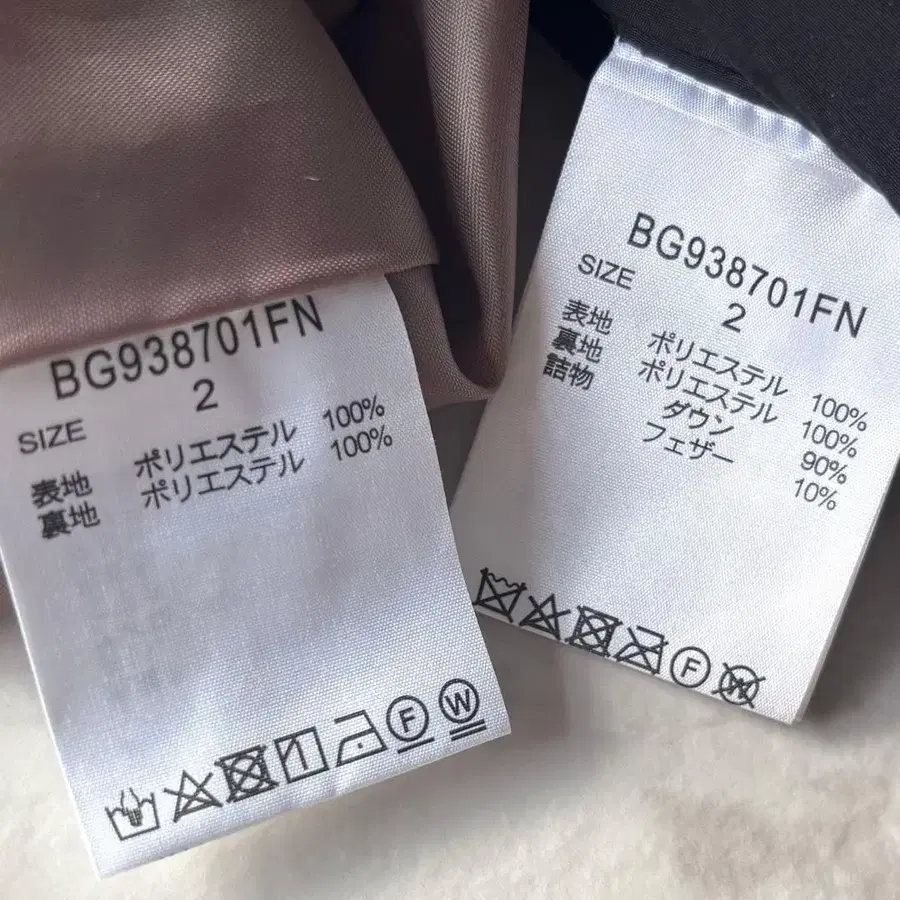 BG938701FN
SIZE 2
表地 ポリエステル 100%
裏地 ポリエステル 100%
BG938701FN
SIZE 2
表地 ポリエステル 100%
裏地 ポリエステル 100%
詰物 ダウン 90%
フェザー 10%
F W
F W